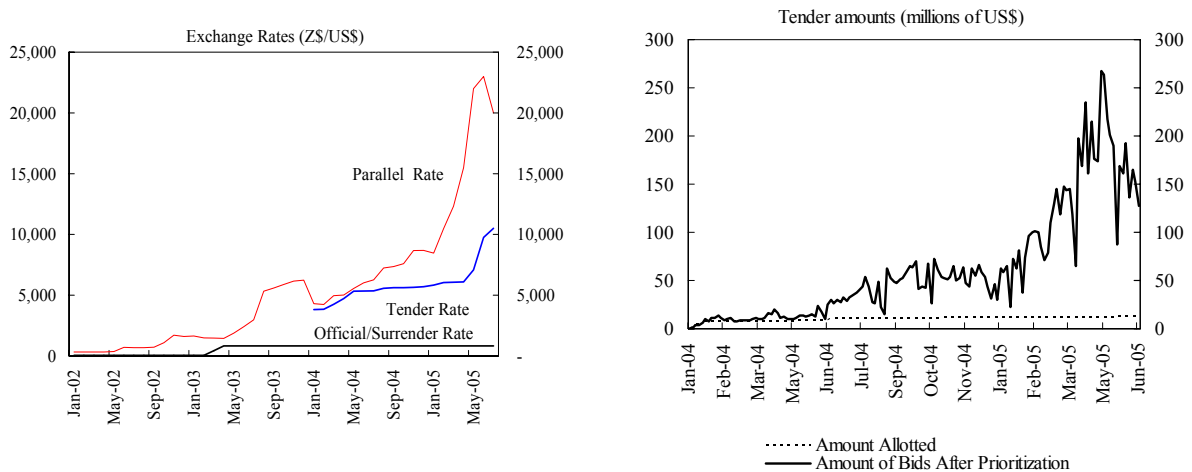 Exchange Rates (Z$/US$)
25,000
20,000
15,000
10,000
5,000
0
25,000
20,000
15,000
10,000
5,000
-
Parallel Rate
Tender Rate
Official/Surrender Rate
Jan-02
May-02
Sep-02
Jan-03
May-03
Sep-03
Jan-04
May-04
Sep-04
Jan-05
May-05
Tender amounts (millions of US$)
300
250
200
150
100
50
0
300
250
200
150
100
50
0
Jan-04
Feb-04
Mar-04
Apr-04
Jun-04
Jul-04
Sep-04
Oct-04
Nov-04
Jan-05
Feb-05
Mar-05
May-05
Jun-05
Amount Allotted
Amount of Bids After Prioritization